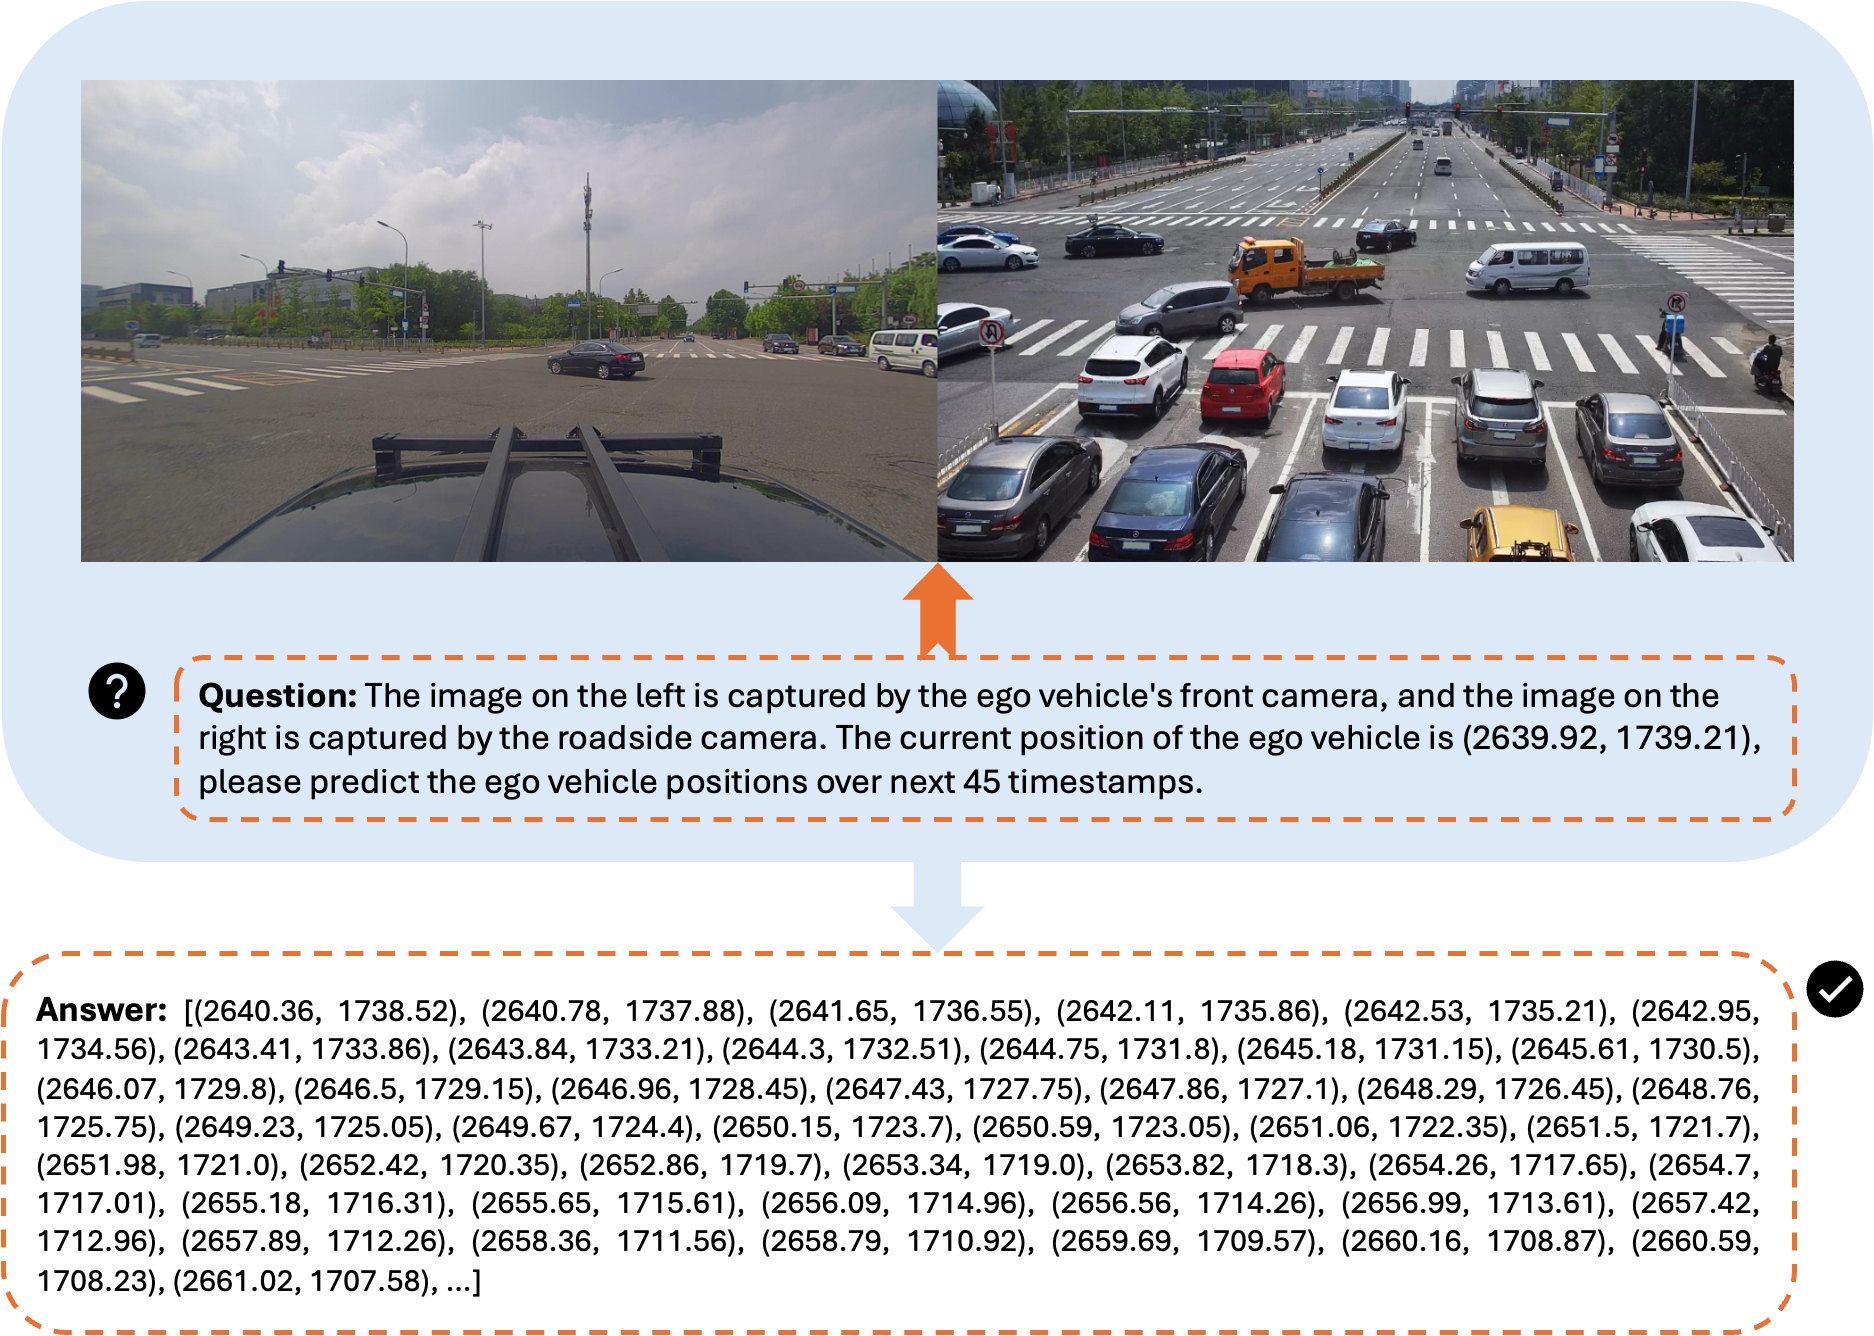 ?
Question: The image on the left is captured by the ego vehicle's front camera, and the image on the
right is captured by the roadside camera. The current position of the ego vehicle is (2639.92, 1739.21),
please predict the ego vehicle positions over next 45 timestamps.
Answer: [(2640.36, 1738.52), (2640.78, 1737.88), (2641.65, 1736.55), (2642.11, 1735.86), (2642.53, 1735.21), (2642.95,
1734.56), (2643.41, 1733.86), (2643.84, 1733.21), (2644.3, 1732.51), (2644.75, 1731.8), (2645.18, 1731.15), (2645.61, 1730.5),
(2646.07, 1729.8), (2646.5, 1729.15), (2646.96, 1728.45), (2647.43, 1727.75), (2647.86, 1727.1), (2648.29, 1726.45), (2648.76,
1725.75), (2649.23, 1725.05), (2649.67, 1724.4), (2650.15, 1723.7), (2650.59, 1723.05), (2651.06, 1722.35), (2651.5, 1721.7),
(2651.98, 1721.0), (2652.42, 1720.35), (2652.86, 1719.7), (2653.34, 1719.0), (2653.82, 1718.3), (2654.26, 1717.65), (2654.7,
1717.01), (2655.18, 1716.31), (2655.65, 1715.61), (2656.09, 1714.96), (2656.56, 1714.26), (2656.99, 1713.61), (2657.42,
1712.96), (2657.89, 1712.26), (2658.36, 1711.56), (2658.79, 1710.92), (2659.69, 1709.57), (2660.16, 1708.87), (2660.59,
1708.23), (2661.02, 1707.58), ...]